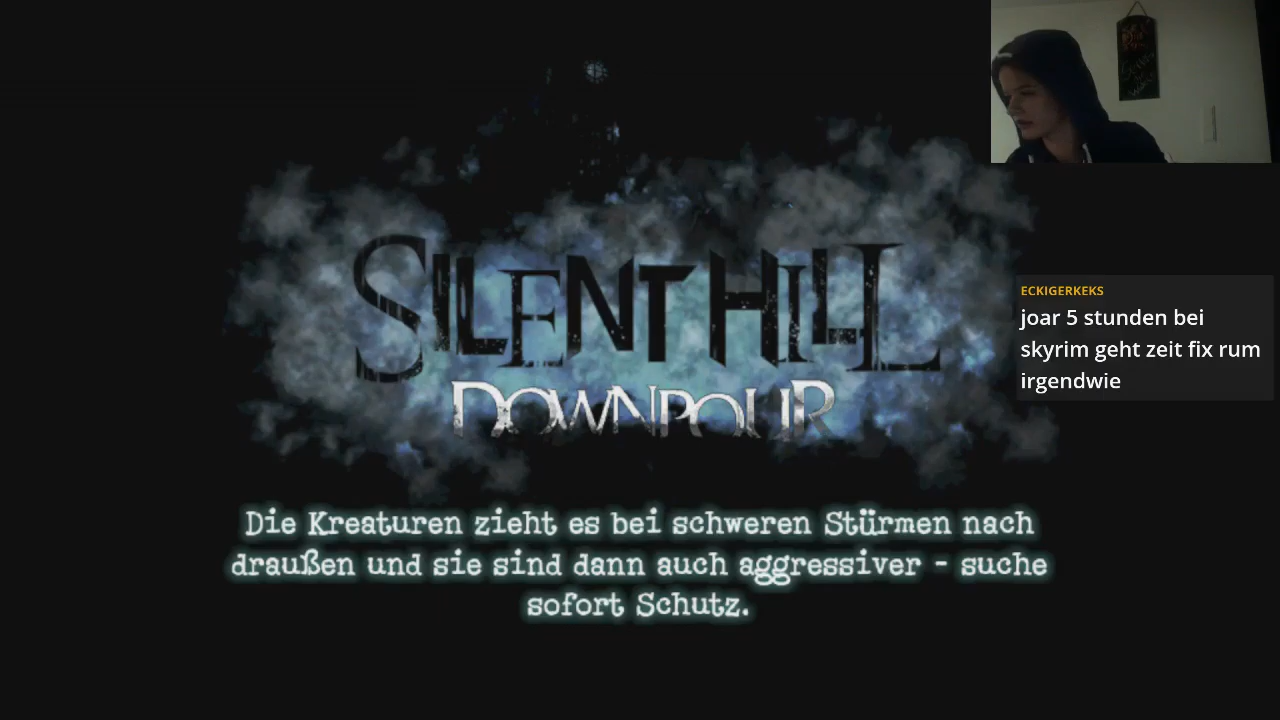 SILENT HILL
DOWNPOUR
ECKIGERKEKS
joar 5 stunden bei
skyrim geht zeit fix rum
irgendwie
Die Kreaturen zieht es bei schweren Stürmen nach
draußen und sie sind dann auch aggressiver - suche
sofort Schutz.